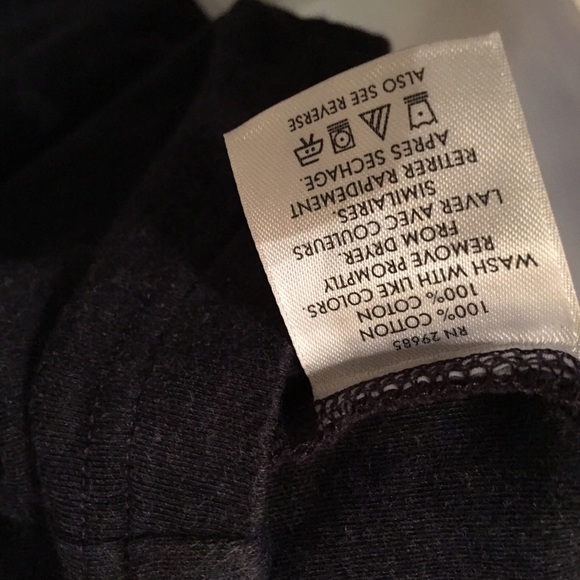 RN 29685
100% COTTON
100% COTON
WASH WITH LIKE COLORS.
REMOVE PROMPTLY
FROM DRYER.
LAVER AVEC COULEURS
SIMILAIRES.
RETIRER RAPIDEMENT
APRES SECHAGE.
ALSO SEE REVERSE